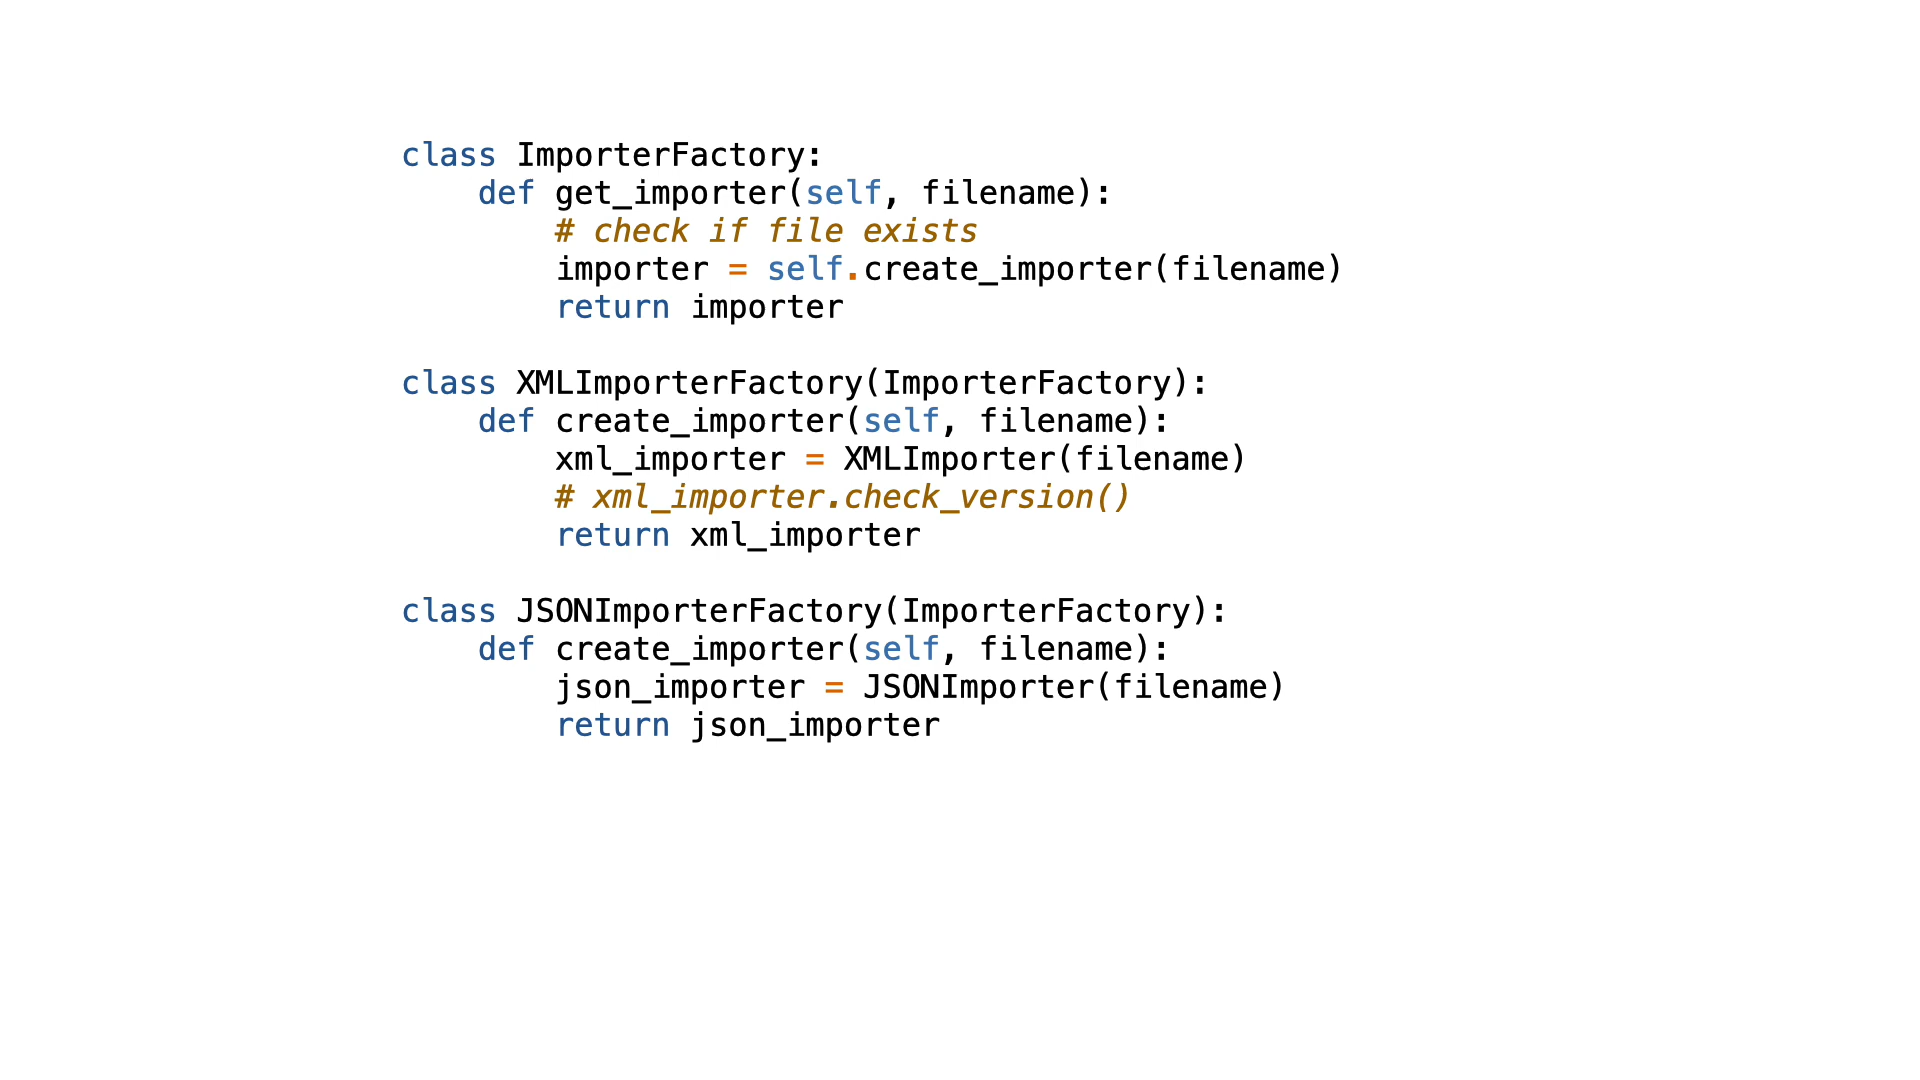 class ImporterFactory:
    def get_importer(self, filename):
        # check if file exists
        importer = self.create_importer(filename)
        return importer

class XMLImporterFactory(ImporterFactory):
    def create_importer(self, filename):
        xml_importer = XMLImporter(filename)
        # xml_importer.check_version()
        return xml_importer

class JSONImporterFactory(ImporterFactory):
    def create_importer(self, filename):
        json_importer = JSONImporter(filename)
        return json_importer